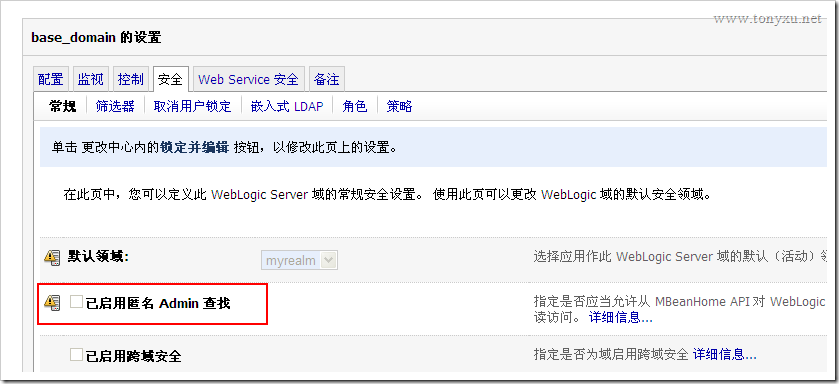 www.tonyxu.net
base_domain 的设置
配置 监视 控制 安全 Web Service 安全 备注
常规 筛选器 取消用户锁定 嵌入式 LDAP 角色 策略
单击 更改中心内的锁定并编辑 按钮，以修改此页上的设置。
在此页中，您可以定义此 WebLogic Server 域的常规安全设置。 使用此页可以更改 WebLogic 域的默认安全领域。
默认领域: myrealm 选择应用作此 WebLogic Server 域的默认（活动）领
已启用匿名 Admin 查找 指定是否应当允许从 MBeanHome API 对 WebLogic
读访问。 详细信息...
已启用跨域安全 指定是否为域启用跨域安全 详细信息...